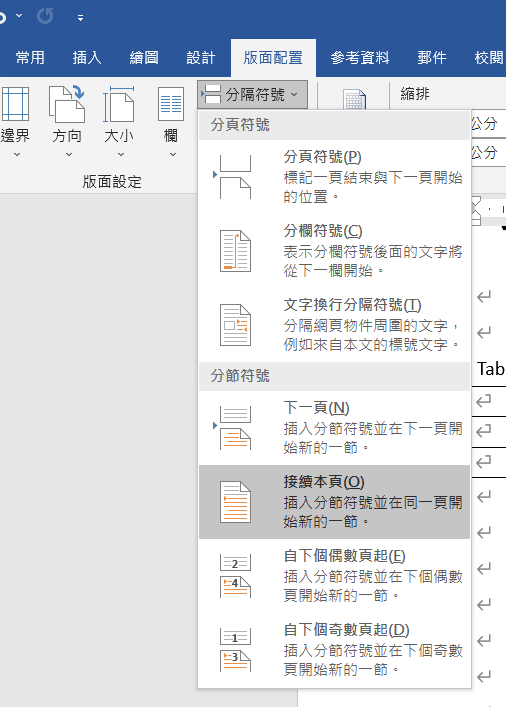 常用 插入 繪圖 設計 版面配置 參考資料 郵件 校閱
分隔符號 縮排
邊界 方向 大小 欄
公分
公分
版面設定
分頁符號
分頁符號(P)
標記一頁結束與下一頁開始
的位置。
分欄符號(C)
表示分欄符號後面的文字將
從下一欄開始。
文字換行分隔符號(T)
分隔網頁物件周圍的文字，
例如來自本文的標號文字。
分節符號
下一頁(N)
插入分節符號並在下一頁開
始新的一節。
接續本頁(O)
插入分節符號並在同一頁開
始新的一節。
自下個偶數頁起(E)
插入分節符號並在下個偶數
頁開始新的一節。
自下個奇數頁起(D)
插入分節符號並在下個奇數
頁開始新的一節。
2
4
1
3
Tab